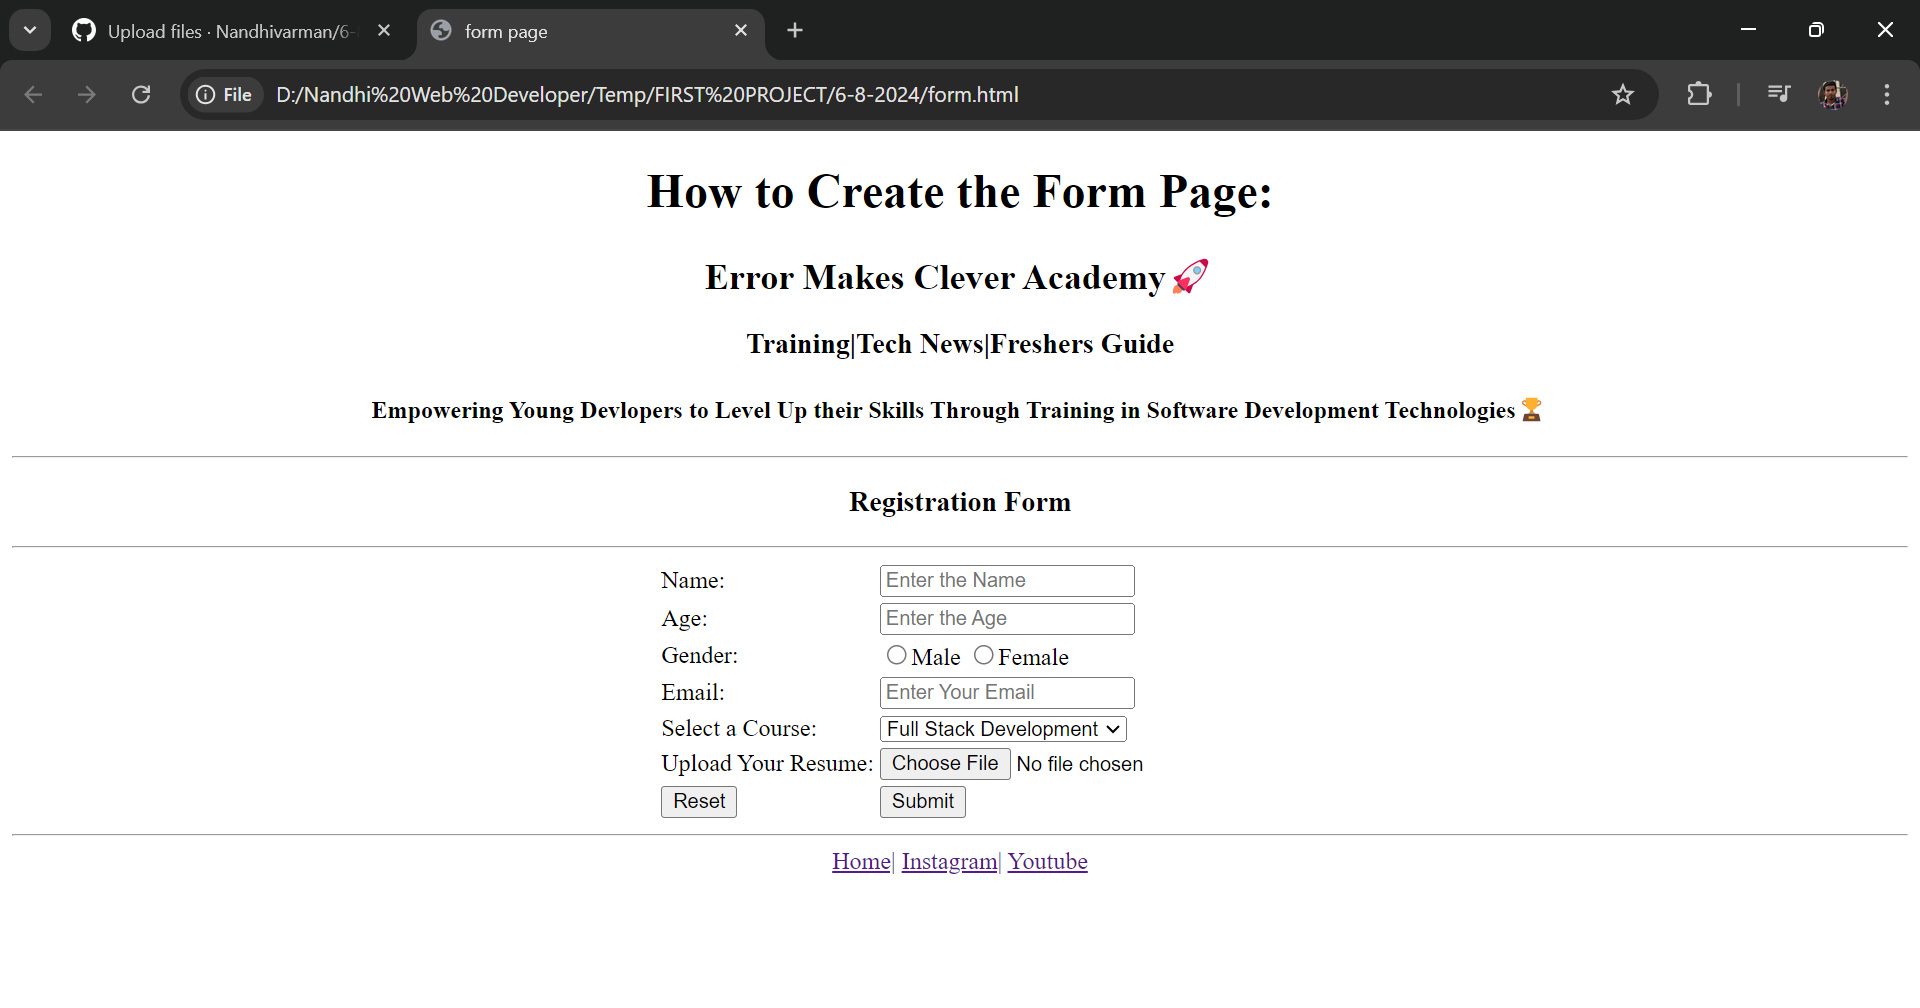 Upload files · Nandhivarman/6-
form page
File D:/Nandhi%20Web%20Developer/Temp/FIRST%20PROJECT/6-8-2024/form.html
How to Create the Form Page:
Error Makes Clever Academy🚀
Training|Tech News|Freshers Guide
Empowering Young Devlopers to Level Up their Skills Through Training in Software Development Technologies🏆
Registration Form
Name: Enter the Name
Age: Enter the Age
Gender: Male Female
Email: Enter Your Email
Select a Course: Full Stack Development
Upload Your Resume: Choose File No file chosen
Reset Submit
Home| Instagram| Youtube